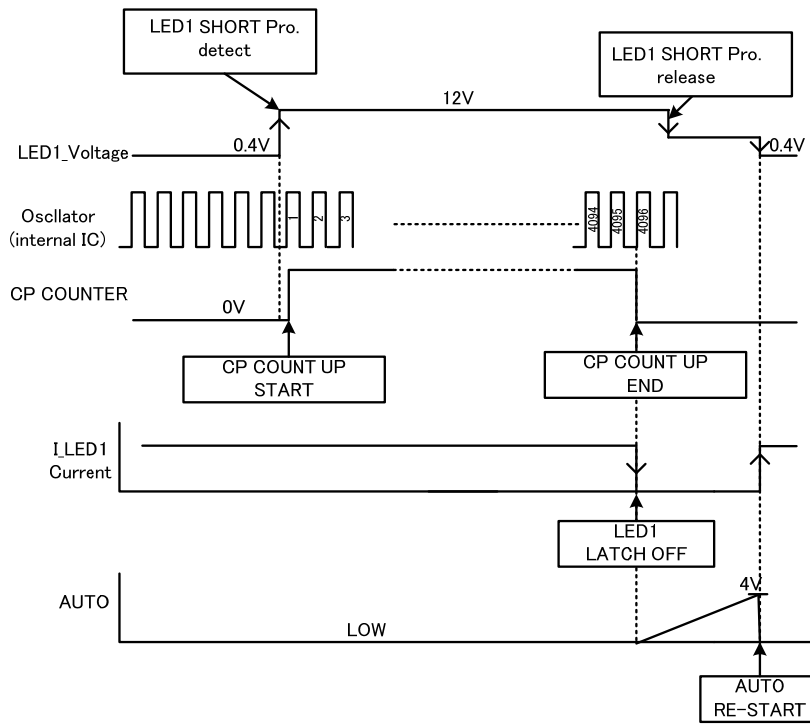 LED1 SHORT Pro.
detect
LED1 SHORT Pro.
release
12V
LED1_Voltage
0.4V
0.4V
Oscllator
(internal IC)
1
2
3
4094
4095
4096
CP COUNTER
0V
CP COUNT UP
START
CP COUNT UP
END
I_LED1
Current
LED1
LATCH OFF
4V
AUTO
LOW
AUTO
RE-START